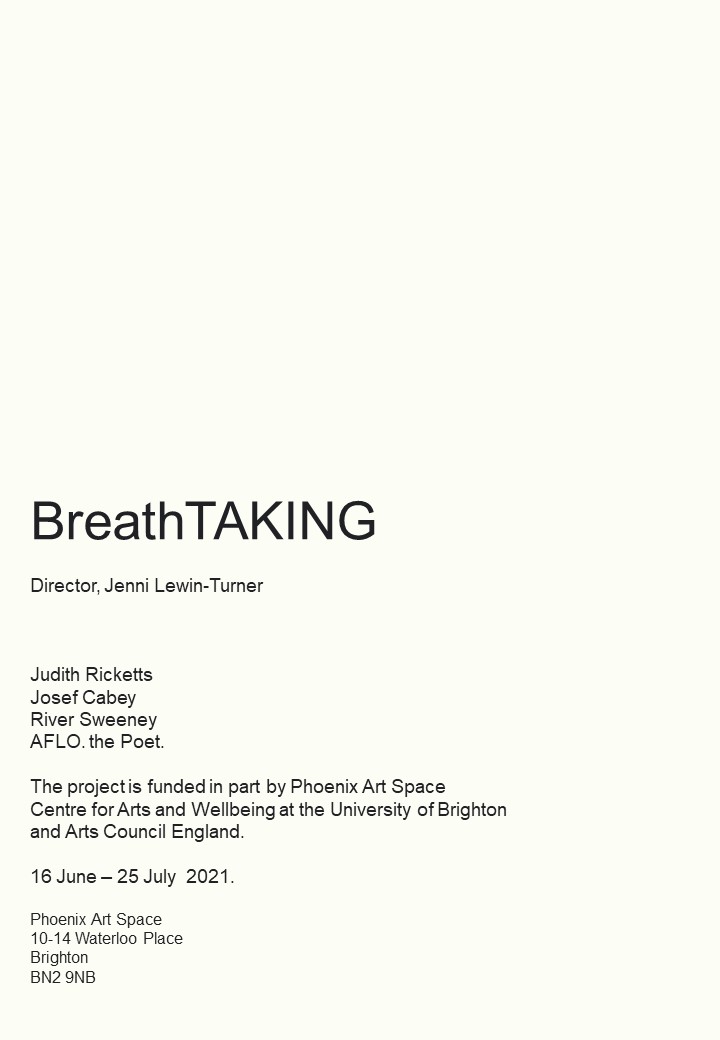 BreathTAKING
Director, Jenni Lewin-Turner
Judith Ricketts
Josef Cabey
River Sweeney
AFLO. the Poet.
The project is funded in part by Phoenix Art Space
Centre for Arts and Wellbeing at the University of Brighton
and Arts Council England.
16 June – 25 July 2021.
Phoenix Art Space
10-14 Waterloo Place
Brighton
BN2 9NB